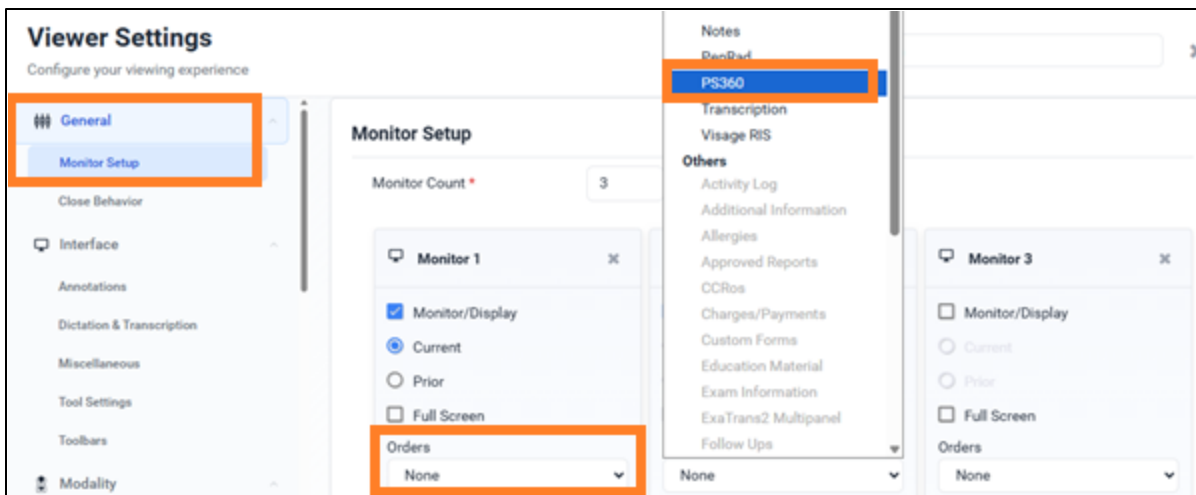 Viewer Settings
Configure your viewing experience
General
Monitor Setup
Close Behavior
Interface
Annotations
Dictation & Transcription
Miscellaneous
Tool Settings
Toolbars
Modality
Monitor Setup
Monitor Count *
3
Monitor 1
Monitor/Display
Current
Prior
Full Screen
Orders
None
Notes
PenRad
PS360
Transcription
Visage RIS
Others
Activity Log
Additional Information
Allergies
Approved Reports
CCRos
Charges/Payments
Custom Forms
Education Material
Exam Information
ExaTrans2 Multipanel
Follow Ups
None
Monitor 3
Monitor/Display
Current
Prior
Full Screen
Orders
None